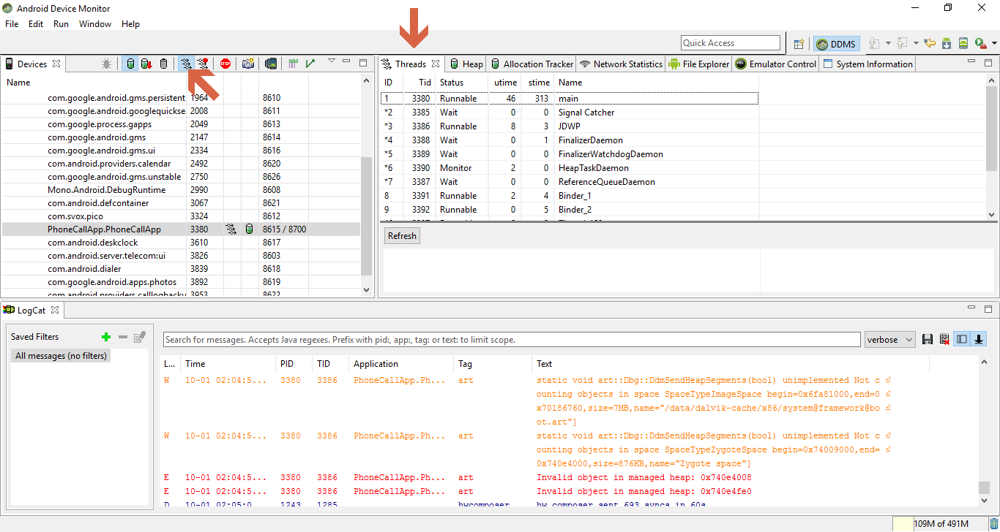 Android Device Monitor
File Edit Run Window Help
Quick Access
DDMS
Devices
STOP
Threads
Heap
Allocation Tracker
Network Statistics
File Explorer
Emulator Control
System Information
Name
com.google.android.gms.persistent 1964 8610
com.google.android.googlequickse 2008 8611
com.google.process.gapps 2049 8613
com.google.android.gms 2147 8614
com.google.android.gms.ui 2334 8616
com.android.providers.calendar 2492 8620
com.google.android.gms.unstable 2750 8626
Mono.Android.DebugRuntime 2990 8608
com.android.defcontainer 3067 8621
com.svox.pico 3324 8612
PhoneCallApp.PhoneCallApp 3380 8615 / 8700
com.android.deskclock 3610 8617
com.android.server.telecom:ui 3826 8603
com.android.dialer 3839 8618
com.google.android.apps.photos 3892 8619
com.android.providers.calllogbacku 3953 8622
ID Tid Status utime stime Name
1 3380 Runnable 46 313 main
*2 3385 Wait 0 0 Signal Catcher
*3 3386 Runnable 8 3 JDWP
*4 3388 Wait 0 1 FinalizerDaemon
*5 3389 Wait 0 0 FinalizerWatchdogDaemon
*6 3390 Monitor 2 0 HeapTaskDaemon
*7 3387 Wait 0 0 ReferenceQueueDaemon
8 3391 Runnable 2 4 Binder_1
9 3392 Runnable 0 5 Binder_2
Refresh
LogCat
Saved Filters
All messages (no filters)
Search for messages. Accepts Java regexes. Prefix with pid:, app:, tag: or text: to limit scope.
verbose
L... Time PID TID Application Tag Text
W 10-01 02:04:5... 3380 3386 PhoneCallApp.Ph... art static void art::Dbg::DdmSendHeapSegments(bool) unimplemented Not c
ounting objects in space SpaceTypeImageSpace begin=0x6fa81000,end=0
x70186760,size=7MB,name="/data/dalvik-cache/x86/system@framework@bo
ot.art"]
W 10-01 02:04:5... 3380 3386 PhoneCallApp.Ph... art static void art::Dbg::DdmSendHeapSegments(bool) unimplemented Not c
ounting objects in space SpaceTypeZygoteSpace begin=0x74009000,end=
0x740e4000,size=876KB,name="Zygote space"]
E 10-01 02:04:5... 3380 3386 PhoneCallApp.Ph... art Invalid object in managed heap: 0x740e4008
E 10-01 02:04:5... 3380 3386 PhoneCallApp.Ph... art Invalid object in managed heap: 0x740e4fe0
D 10-01 02:05:0 1243 1285 hwcomposer hw_composer sent 693 syncs in 60s
109M of 491M